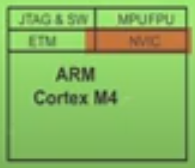 JTAG & SW MPU FPU
ETM NVIC
ARM
Cortex M4